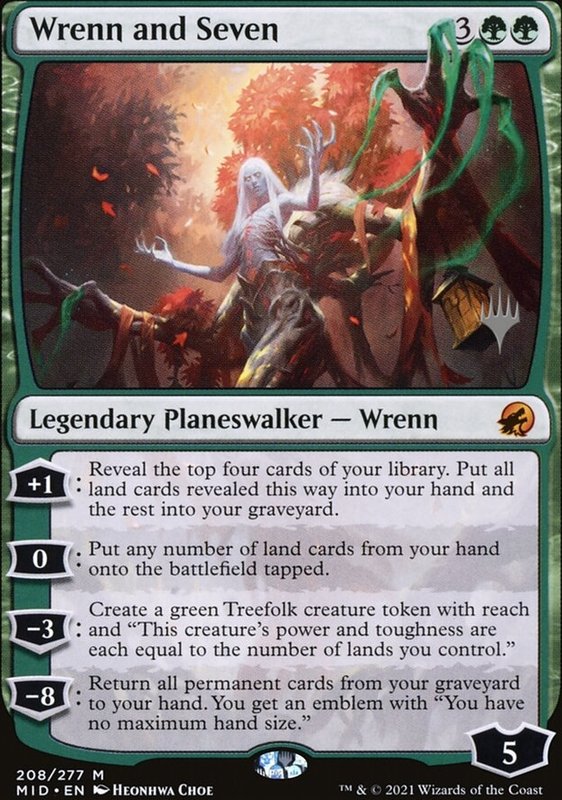 Wrenn and Seven 3
Legendary Planeswalker — Wrenn
+1 : Reveal the top four cards of your library. Put all
land cards revealed this way into your hand and
the rest into your graveyard.
0 : Put any number of land cards from your hand
onto the battlefield tapped.
−3 : Create a green Treefolk creature token with reach
and “This creature’s power and toughness are
each equal to the number of lands you control.”
−8 : Return all permanent cards from your graveyard
to your hand. You get an emblem with “You have
no maximum hand size.”
5
208/277 M
MID • EN Heonhwa Choe
™ & © 2021 Wizards of the Coast